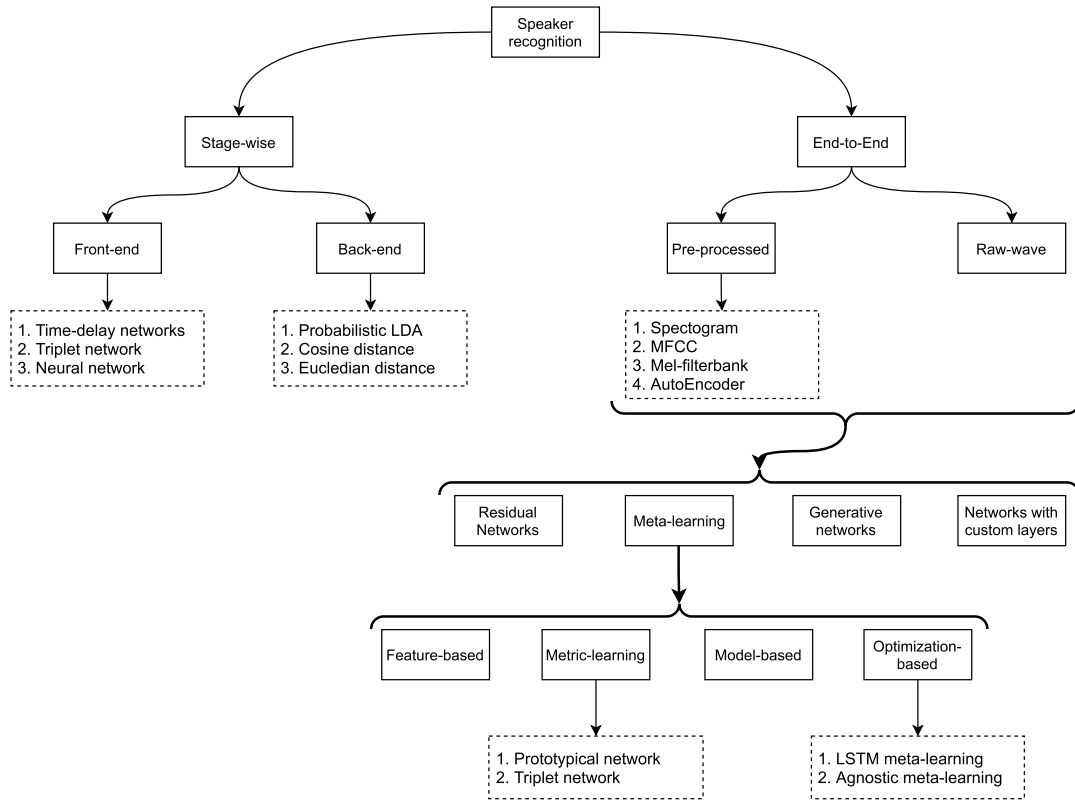 Speaker
recognition
Stage-wise
End-to-End
Front-end
Back-end
Pre-processed
Raw-wave
1. Time-delay networks
2. Triplet network
3. Neural network
1. Probabilistic LDA
2. Cosine distance
3. Eucledian distance
1. Spectogram
2. MFCC
3. Mel-filterbank
4. AutoEncoder
Residual
Networks
Meta-learning
Generative
networks
Networks with
custom layers
Feature-based
Metric-learning
Model-based
Optimization-
based
1. Prototypical network
2. Triplet network
1. LSTM meta-learning
2. Agnostic meta-learning